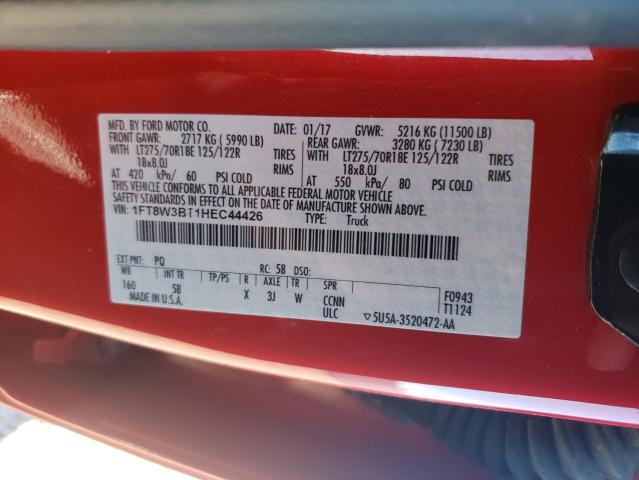 MFD. BY FORD MOTOR CO. DATE: 01/17 GVWR: 5216 KG (11500 LB)
FRONT GAWR: 2717 KG (5990 LB) REAR GAWR: 3280 KG (7230 LB)
WITH LT275/70R18E 125/122R TIRES WITH LT275/70R18E 125/122R TIRES
18x8.0J RIMS 18x8.0J RIMS
AT 420 kPa/ 60 PSI COLD AT 550 kPa/ 80 PSI COLD
THIS VEHICLE CONFORMS TO ALL APPLICABLE FEDERAL MOTOR VEHICLE
SAFETY STANDARDS IN EFFECT ON THE DATE OF MANUFACTURE SHOWN ABOVE.
VIN: 1FT8W3BT1HEC44426 TYPE: Truck
EXT PNT: PQ RC: 58 DSO:
WB INT TR TP/PS R AXLE TR SPR
160 5B X 3J W CCNN F0943
MADE IN U.S.A. ULC T1124
▽5U5A-3520472-AA